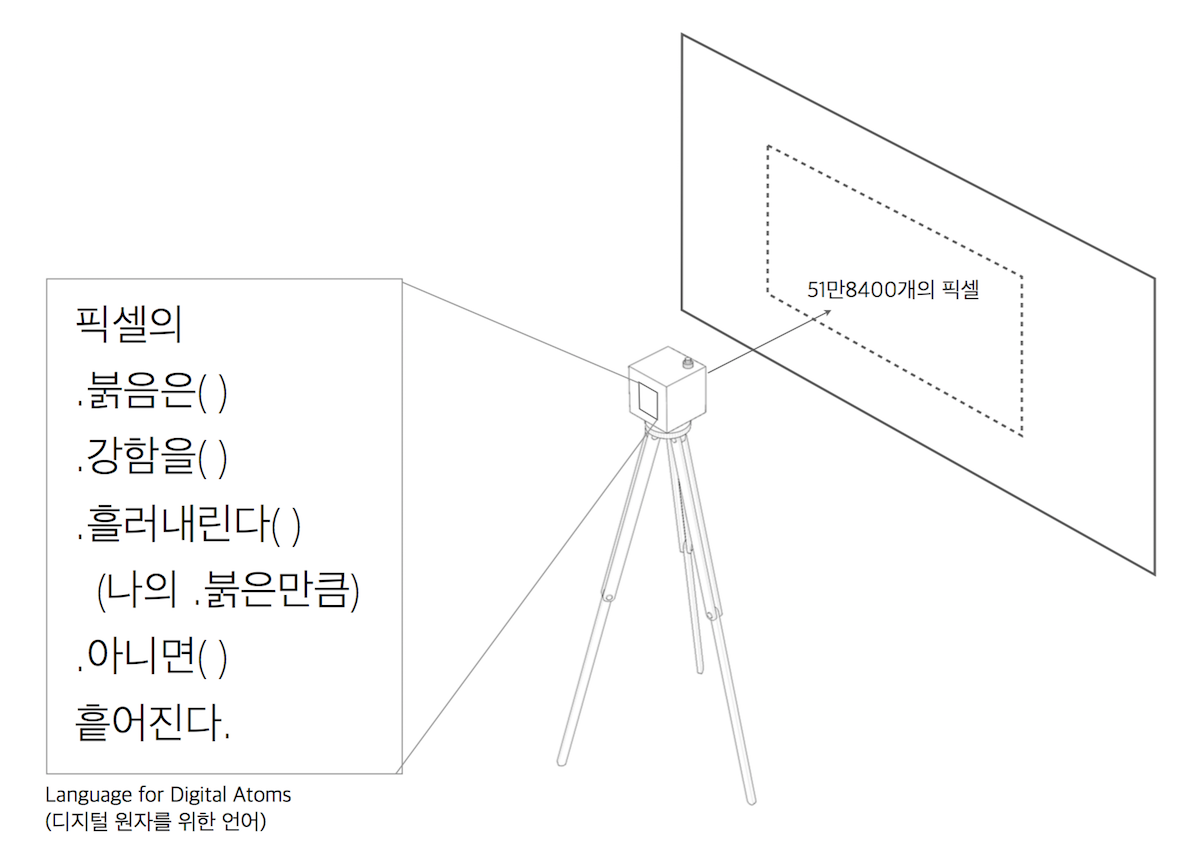 51만8400개의 픽셀
픽셀의
.붉음은( )
.강함을( )
.흘러내린다( )
(나의 .붉은만큼)
.아니면( )
흩어진다.
Language for Digital Atoms
(디지털 원자를 위한 언어)